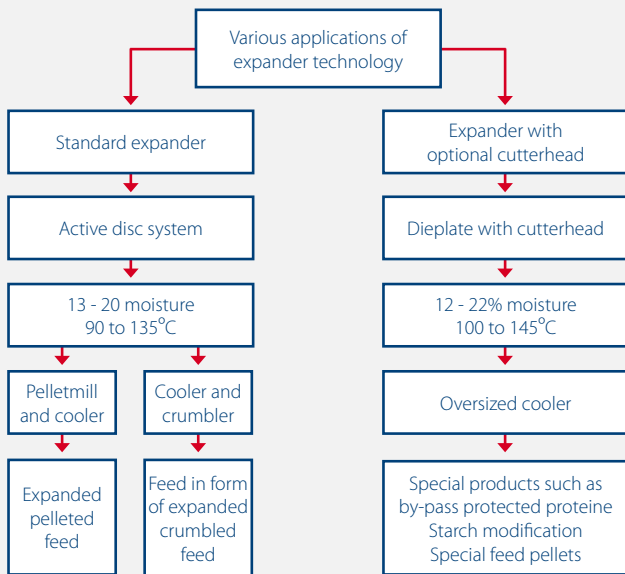 Various applications of
expander technology
Standard expander
Expander with
optional cutterhead
Active disc system
Dieplate with cutterhead
13 - 20 moisture
90 to 135°C
12 - 22% moisture
100 to 145°C
Pelletmill
and cooler
Cooler and
crumbler
Oversized cooler
Expanded
pelleted
feed
Feed in form
of expanded
crumbled
feed
Special products such as
by-pass protected proteine
Starch modification
Special feed pellets